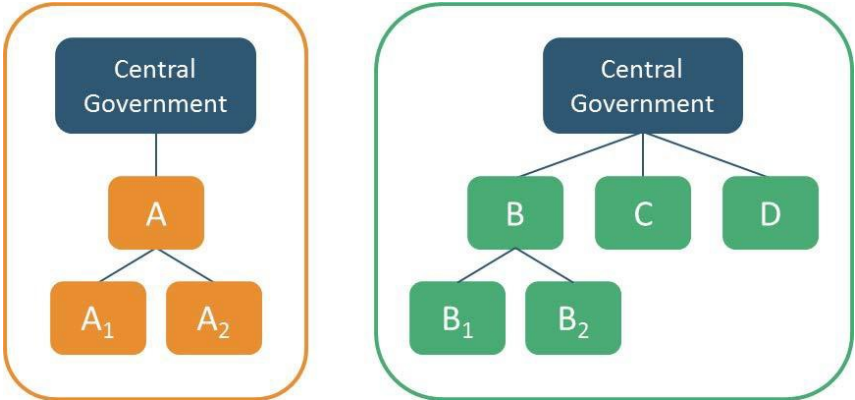 Central
Government
A
A₁
A₂
Central
Government
B
C
D
B₁
B₂